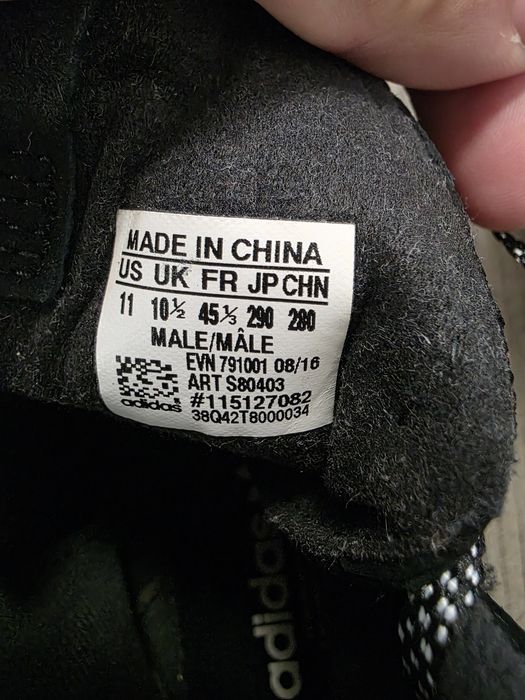 MADE IN CHINA
US UK FR JP CHN
11 10½ 45⅓ 290 280
MALE/MÂLE
EVN 791001 08/16
ART S80403
#115127082
adidas
38Q42T8000034
adidas